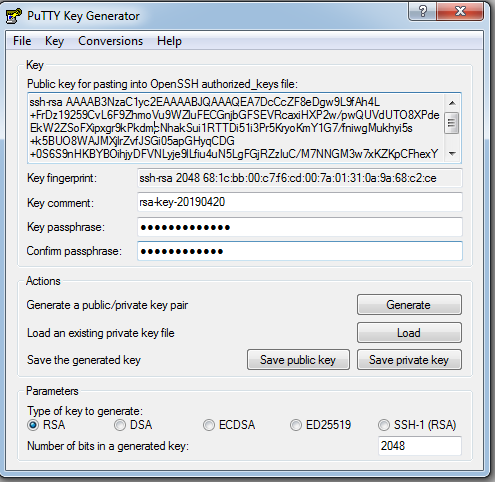 PuTTY Key Generator
File Key Conversions Help
Key
Public key for pasting into OpenSSH authorized_keys file:
ssh-rsa AAAAB3NzaC1yc2EAAAABJQAAAQEA7DcCcZF8eDgw9L9fAh4L
+FrDz19259CvL6F9ZhmoVu9WZluFECGnjbGFSEVRcaxiHXP2w/pwQUVdUTO8XPde
EkW2ZSoFXjpxgr9kPkdmpNhakSui1RTTDi51i3Pr5KryoKmY1G7/fniwgMukhyi5s
+k5BUO8WAJMXjlrZvfJSGi05apGHyqCDG
+0S6S9nHKBYBOihjyDFVNLyje9lLfiu4uN5LgFGjRZzluC/M7NNGM3w7xKZKpCFhexY
Key fingerprint: ssh-rsa 2048 68:1c:bb:00:c7:f6:cd:00:7a:01:31:0a:9a:68:c2:ce
Key comment: rsa-key-20190420
Key passphrase: ●●●●●●●●●●●●●
Confirm passphrase: ●●●●●●●●●●●●
Actions
Generate a public/private key pair Generate
Load an existing private key file Load
Save the generated key Save public key Save private key
Parameters
Type of key to generate:
RSA DSA ECDSA ED25519 SSH-1 (RSA)
Number of bits in a generated key: 2048